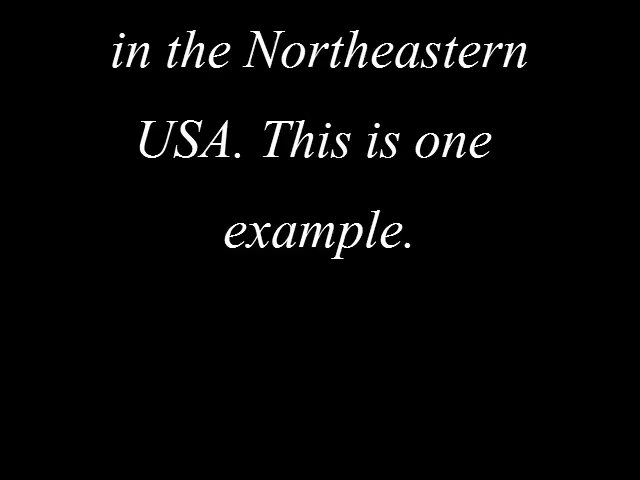 in the Northeastern
USA. This is one
example.